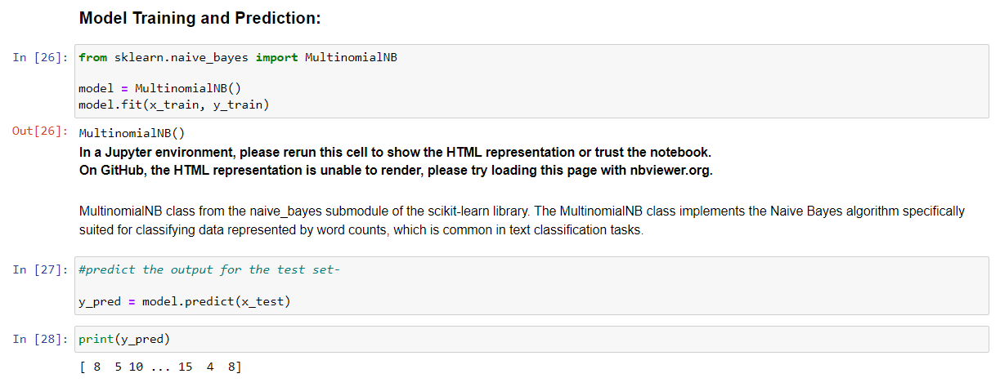 Model Training and Prediction:
In [26]: from sklearn.naive_bayes import MultinomialNB
model = MultinomialNB()
model.fit(x_train, y_train)
Out[26]: MultinomialNB()
In a Jupyter environment, please rerun this cell to show the HTML representation or trust the notebook.
On GitHub, the HTML representation is unable to render, please try loading this page with nbviewer.org.
MultinomialNB class from the naive_bayes submodule of the scikit-learn library. The MultinomialNB class implements the Naive Bayes algorithm specifically
suited for classifying data represented by word counts, which is common in text classification tasks.
In [27]: #predict the output for the test set-
y_pred = model.predict(x_test)
In [28]: print(y_pred)
[ 8  5 10 ... 15  4  8]